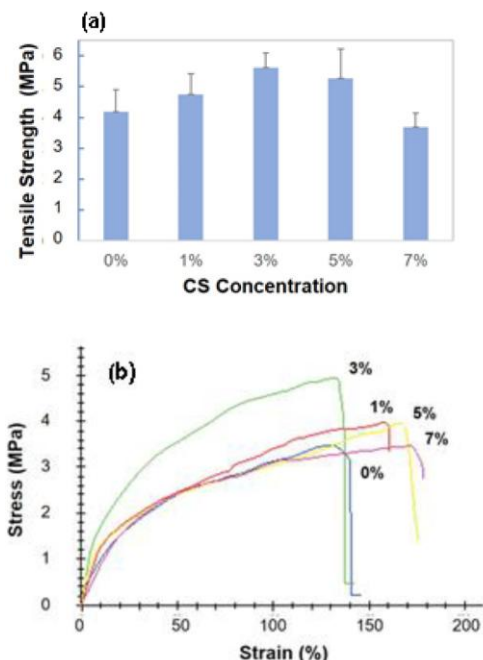 (a)
Tensile Strength (MPa)
6
5
4
3
2
1
0
0% 1% 3% 5% 7%
CS Concentration
(b)
Stress (MPa)
5
4
3
2
1
0
3%
1% 5%
7%
0%
0 50 100 150 200
Strain (%)